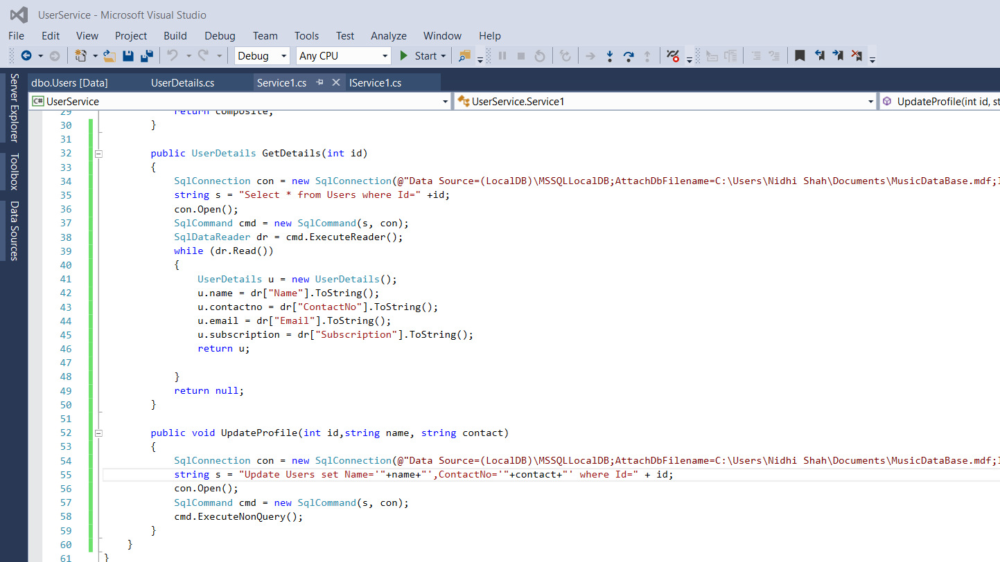 UserService - Microsoft Visual Studio
File Edit View Project Build Debug Team Tools Test Analyze Window Help
Debug Any CPU Start
Server Explorer
Toolbox
Data Sources
dbo.Users [Data] UserDetails.cs Service1.cs IService1.cs
C# UserService UserService.Service1 UpdateProfile(int id, st
29 return composite;
30 }
31
32 public UserDetails GetDetails(int id)
33 {
34 SqlConnection con = new SqlConnection(@"Data Source=(LocalDB)\MSSQLLocalDB;AttachDbFilename=C:\Users\Nidhi Shah\Documents\MusicDataBase.mdf;
35 string s = "Select * from Users where Id=" +id;
36 con.Open();
37 SqlCommand cmd = new SqlCommand(s, con);
38 SqlDataReader dr = cmd.ExecuteReader();
39 while (dr.Read())
40 {
41 UserDetails u = new UserDetails();
42 u.name = dr["Name"].ToString();
43 u.contactno = dr["ContactNo"].ToString();
44 u.email = dr["Email"].ToString();
45 u.subscription = dr["Subscription"].ToString();
46 return u;
47
48 }
49 return null;
50 }
51
52 public void UpdateProfile(int id,string name, string contact)
53 {
54 SqlConnection con = new SqlConnection(@"Data Source=(LocalDB)\MSSQLLocalDB;AttachDbFilename=C:\Users\Nidhi Shah\Documents\MusicDataBase.mdf;
55 string s = "Update Users set Name='"+name+"',ContactNo='"+contact+"' where Id=" + id;
56 con.Open();
57 SqlCommand cmd = new SqlCommand(s, con);
58 cmd.ExecuteNonQuery();
59 }
60 }
61 }